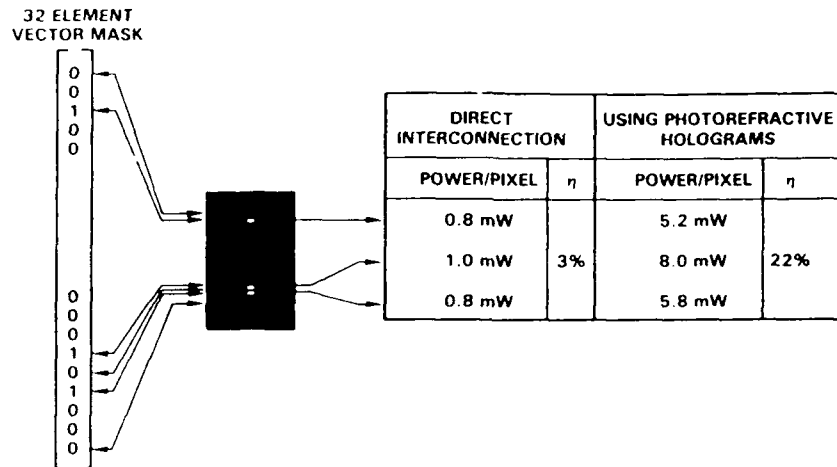 32 ELEMENT
VECTOR MASK
0
0
1
0
0
0
0
0
1
0
1
0
0
0
DIRECT INTERCONNECTION
USING PHOTOREFRACTIVE HOLOGRAMS
POWER/PIXEL η POWER/PIXEL η
0.8 mW 5.2 mW
1.0 mW 3% 8.0 mW 22%
0.8 mW 5.8 mW